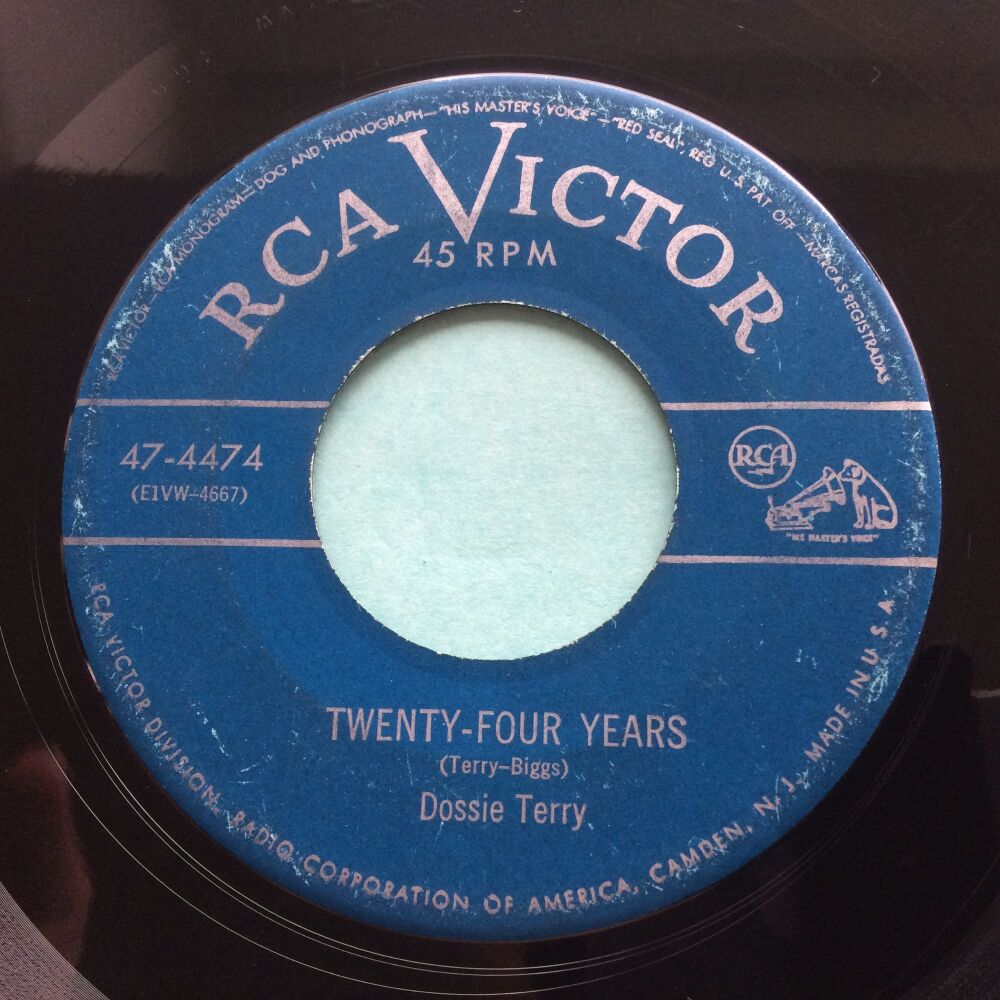 RCA MONOGRAM—DOG AND PHONOGRAPH—"HIS MASTER'S VOICE"—"RED SEAL", REG U.S. PAT OFF—MARCAS REGISTRADAS
RCA VICTOR
45 RPM
47-4474
(E1VW-4667)
RCA
"HIS MASTER'S VOICE"
TWENTY-FOUR YEARS
(Terry-Biggs)
Dossie Terry
RCA VICTOR DIVISION, RADIO CORPORATION OF AMERICA, CAMDEN, N. J. MADE IN U.S.A.